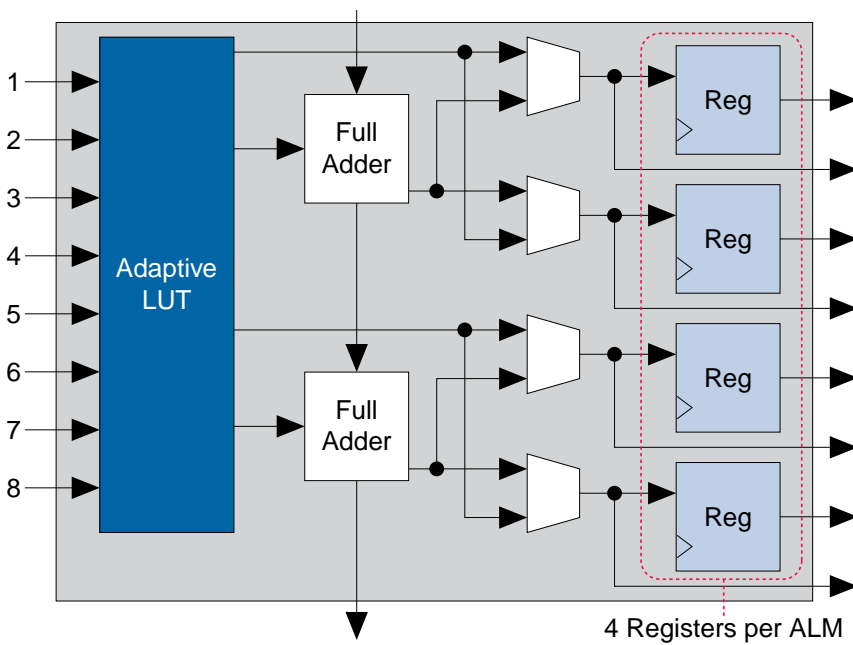 1
2
3
4
5
6
7
8
Adaptive
LUT
Full
Adder
Full
Adder
Reg
Reg
Reg
Reg
4 Registers per ALM